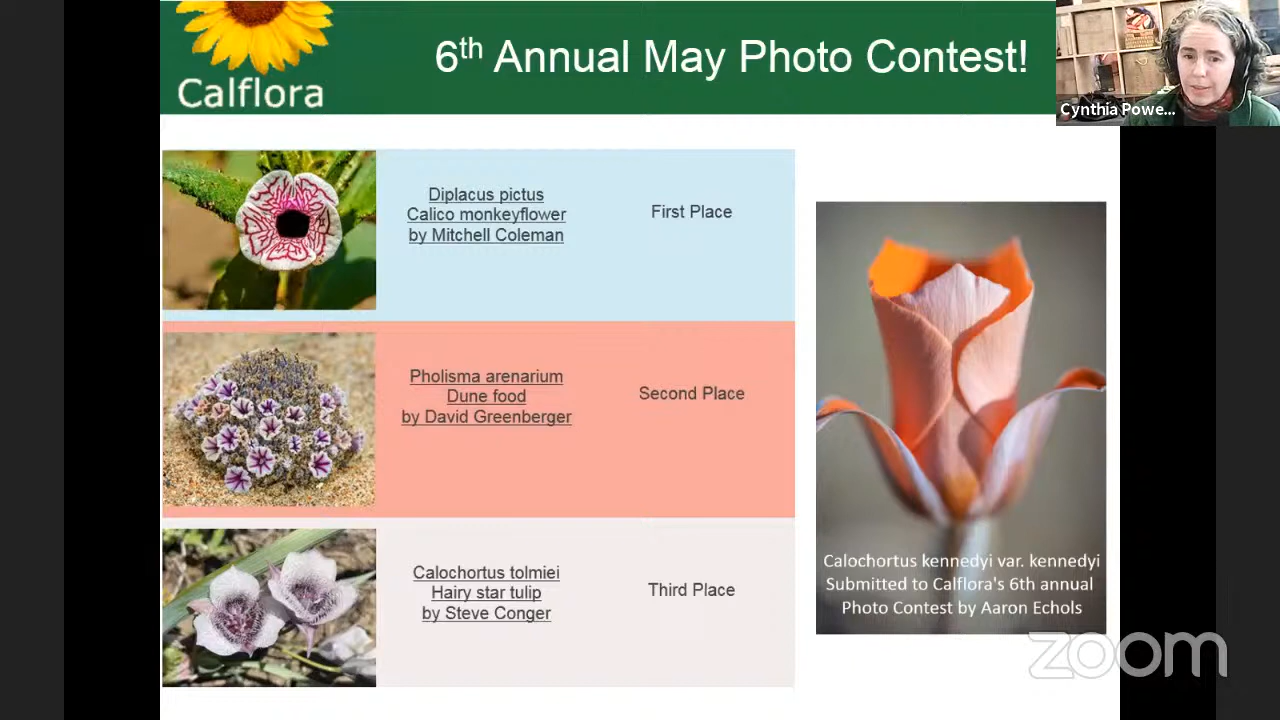 Calflora
6th Annual May Photo Contest!
Cynthia Powe...
Diplacus pictus
Calico monkeyflower
by Mitchell Coleman
First Place
Pholisma arenarium
Dune food
by David Greenberger
Second Place
Calochortus tolmiei
Hairy star tulip
by Steve Conger
Third Place
Calochortus kennedyi var. kennedyi
Submitted to Calflora's 6th annual
Photo Contest by Aaron Echols
zoom